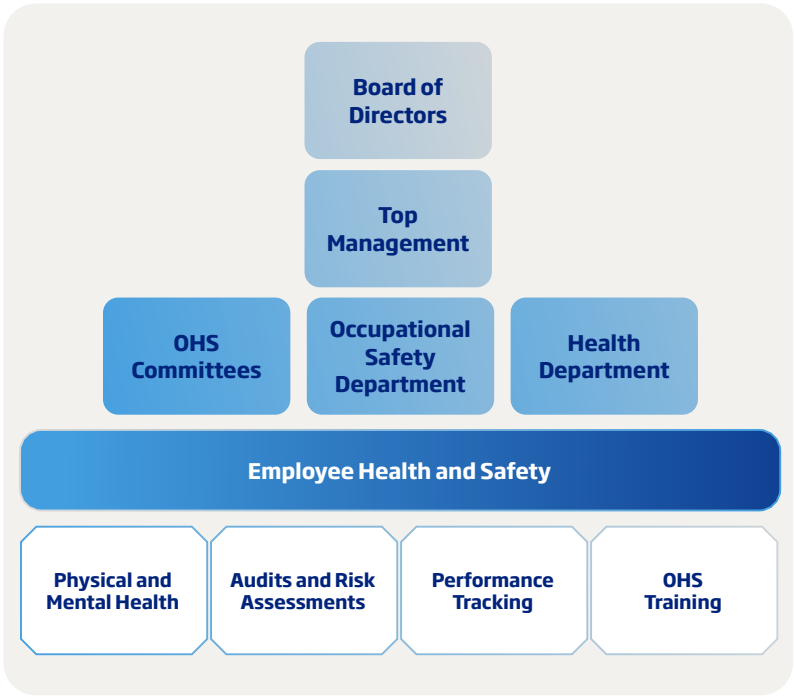 Board of
Directors
Top
Management
OHS
Committees
Occupational
Safety
Department
Health
Department
Employee Health and Safety
Physical and
Mental Health
Audits and Risk
Assessments
Performance
Tracking
OHS
Training